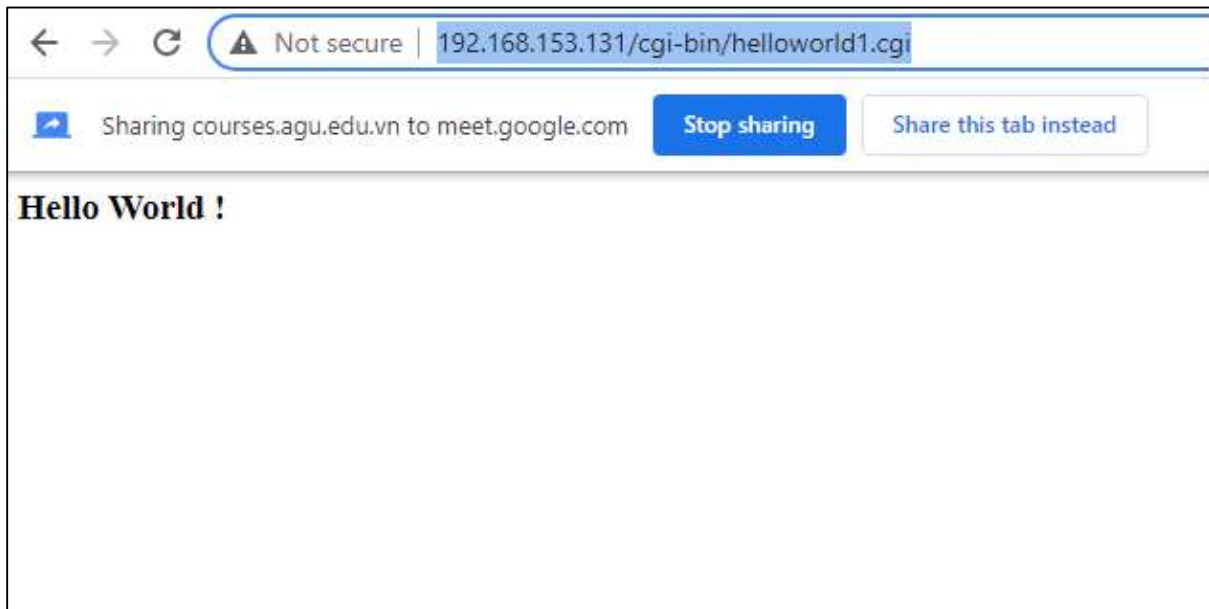 Not secure | 192.168.153.131/cgi-bin/helloworld1.cgi
Sharing courses.agu.edu.vn to meet.google.com Stop sharing Share this tab instead
Hello World !